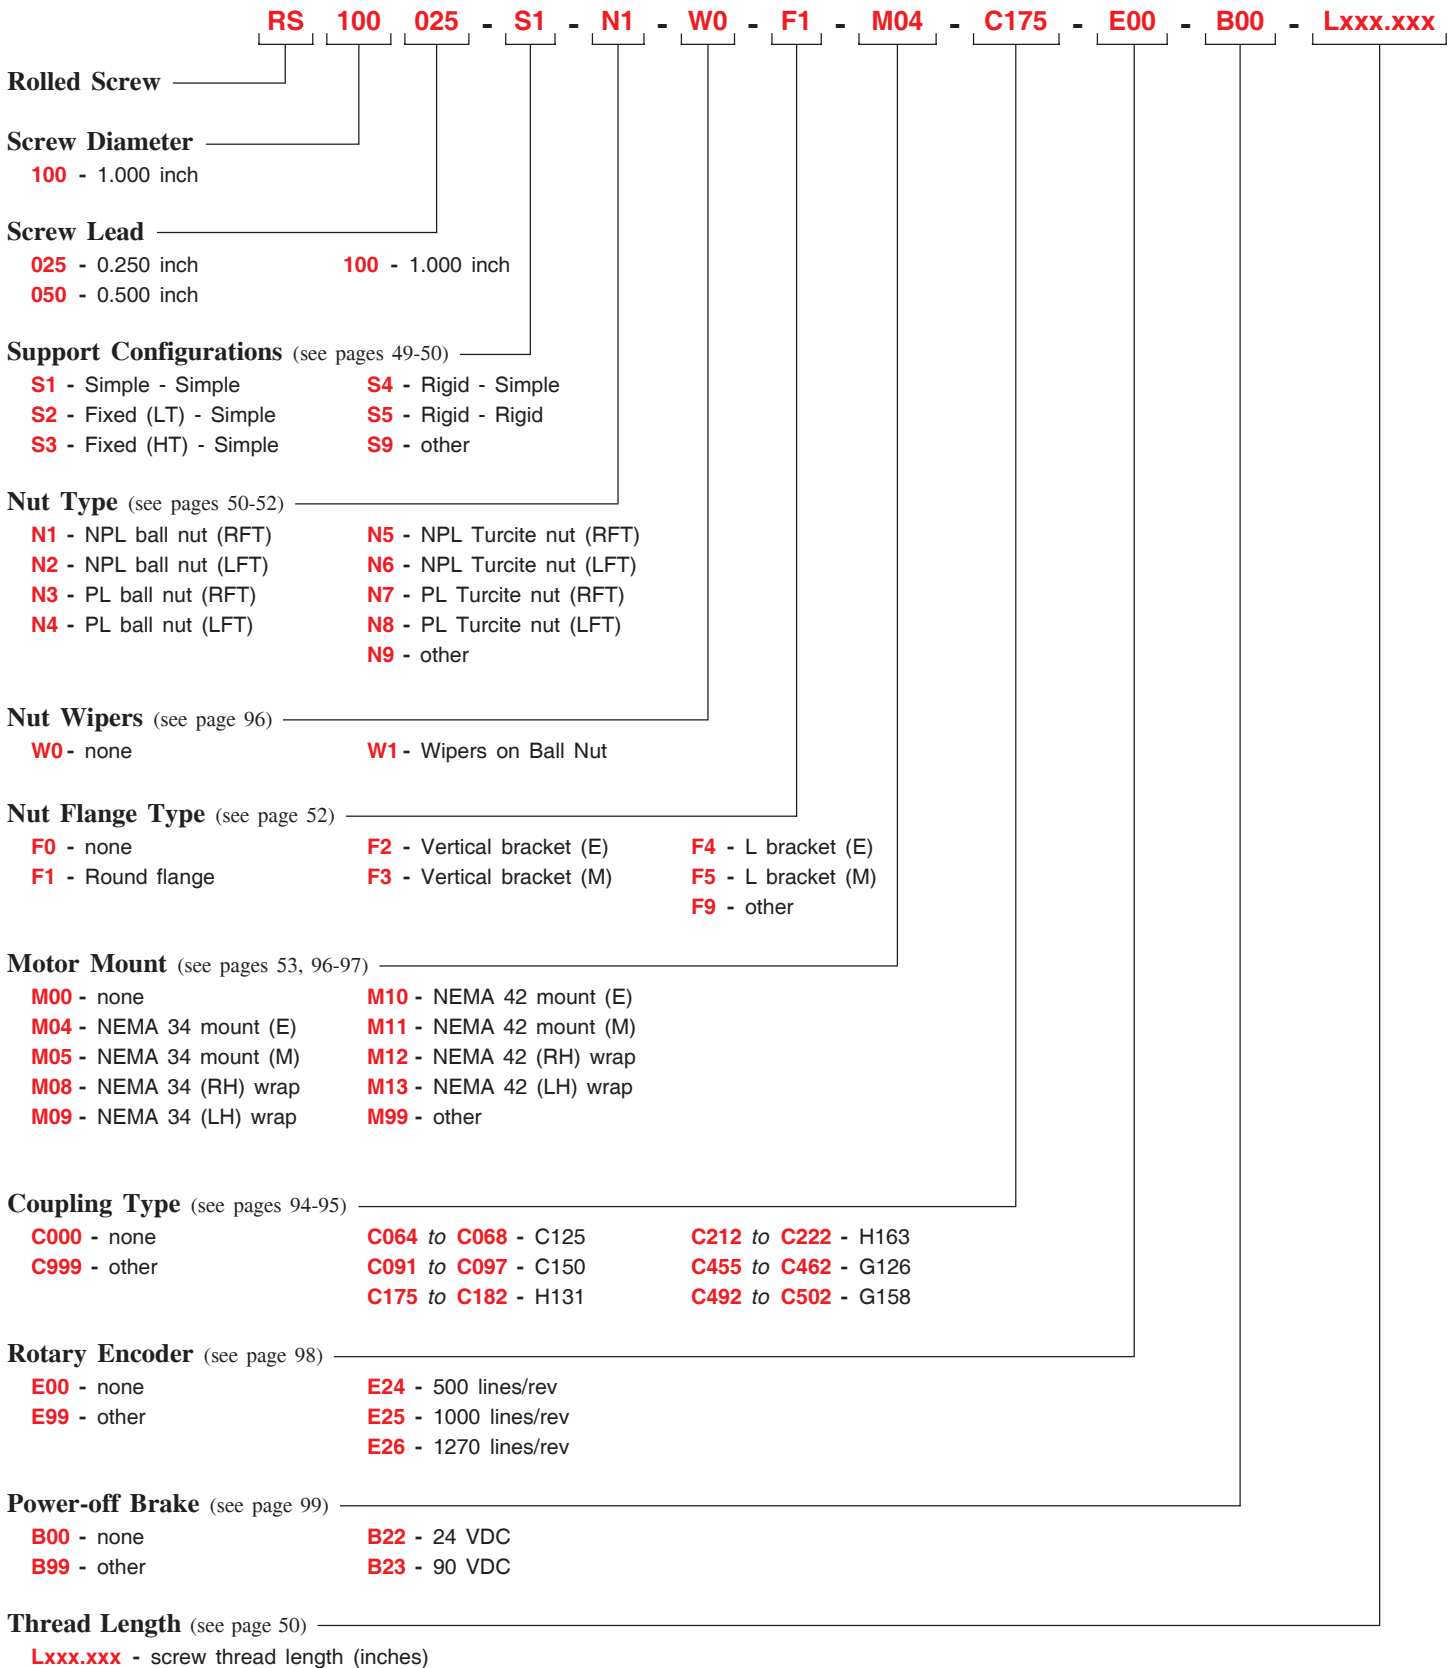 RS 100 025 - S1 - N1 - W0 - F1 - M04 - C175 - E00 - B00 - Lxxx.xxx
Rolled Screw
Screw Diameter
100 - 1.000 inch
Screw Lead
025 - 0.250 inch 100 - 1.000 inch
050 - 0.500 inch
Support Configurations (see pages 49-50)
S1 - Simple - Simple S4 - Rigid - Simple
S2 - Fixed (LT) - Simple S5 - Rigid - Rigid
S3 - Fixed (HT) - Simple S9 - other
Nut Type (see pages 50-52)
N1 - NPL ball nut (RFT) N5 - NPL Turcite nut (RFT)
N2 - NPL ball nut (LFT) N6 - NPL Turcite nut (LFT)
N3 - PL ball nut (RFT) N7 - PL Turcite nut (RFT)
N4 - PL ball nut (LFT) N8 - PL Turcite nut (LFT)
N9 - other
Nut Wipers (see page 96)
W0 - none W1 - Wipers on Ball Nut
Nut Flange Type (see page 52)
F0 - none F2 - Vertical bracket (E) F4 - L bracket (E)
F1 - Round flange F3 - Vertical bracket (M) F5 - L bracket (M)
F9 - other
Motor Mount (see pages 53, 96-97)
M00 - none M10 - NEMA 42 mount (E)
M04 - NEMA 34 mount (E) M11 - NEMA 42 mount (M)
M05 - NEMA 34 mount (M) M12 - NEMA 42 (RH) wrap
M08 - NEMA 34 (RH) wrap M13 - NEMA 42 (LH) wrap
M09 - NEMA 34 (LH) wrap M99 - other
Coupling Type (see pages 94-95)
C000 - none C064 to C068 - C125 C212 to C222 - H163
C999 - other C091 to C097 - C150 C455 to C462 - G126
C175 to C182 - H131 C492 to C502 - G158
Rotary Encoder (see page 98)
E00 - none E24 - 500 lines/rev
E99 - other E25 - 1000 lines/rev
E26 - 1270 lines/rev
Power-off Brake (see page 99)
B00 - none B22 - 24 VDC
B99 - other B23 - 90 VDC
Thread Length (see page 50)
Lxxx.xxx - screw thread length (inches)